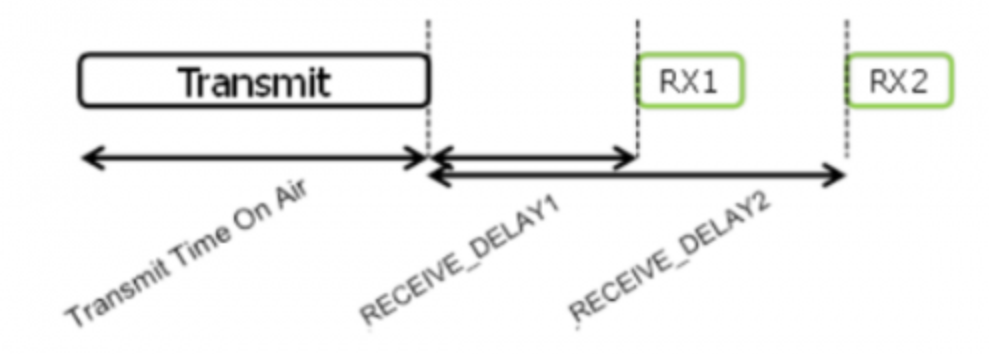 Transmit
RX1
RX2
Transmit Time On Air
RECEIVE_DELAY1
RECEIVE_DELAY2